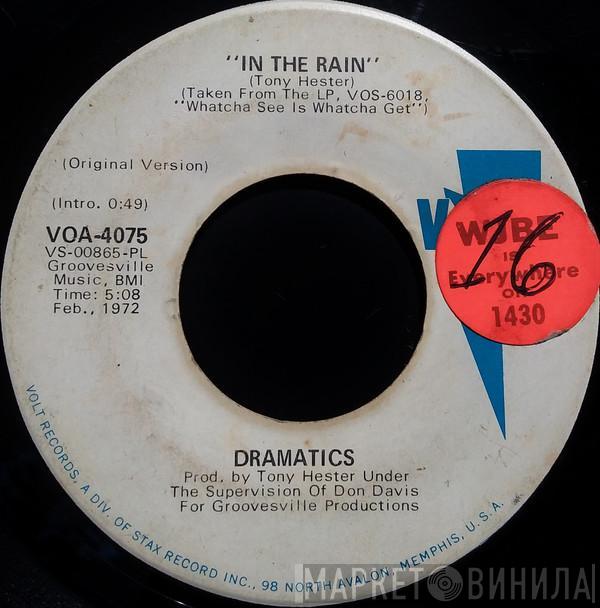 "IN THE RAIN"
(Tony Hester)
(Taken From The LP, VOS-6018,
"Whatcha See Is Whatcha Get")
(Original Version)
(Intro. 0:49)
VOA-4075
VS-00865-PL
Groovesville
Music, BMI
Time: 5:08
Feb., 1972
V
WJBE
IS
Everywhere
ON
1430
16
DRAMATICS
Prod. by Tony Hester Under
The Supervision Of Don Davis
For Groovesville Productions
VOLT RECORDS, A DIV. OF STAX RECORD INC., 98 NORTH AVALON, MEMPHIS, U.S.A.
МАРКЕТ ВИНИЛА